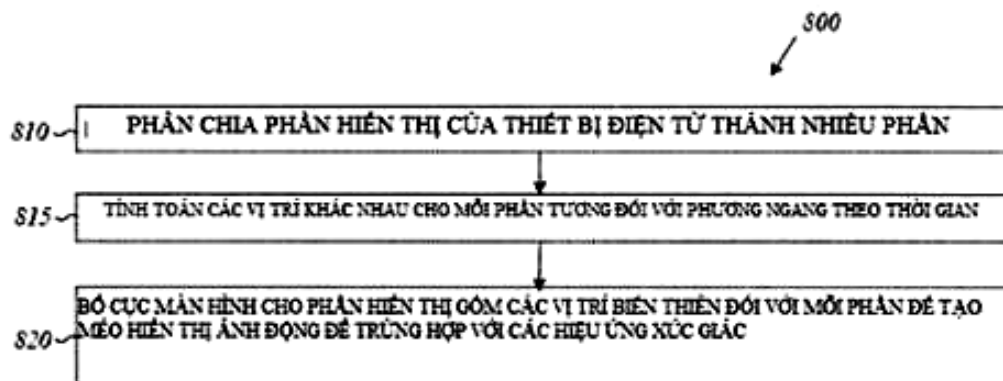 800
810 PHÂN CHIA PHẦN HIỂN THỊ CỦA THIẾT BỊ ĐIỆN TỬ THÀNH NHIỀU PHẦN
815 TÍNH TOÁN CÁC VỊ TRÍ KHÁC NHAU CHO MỖI PHẦN TƯƠNG ĐỐI VỚI PHƯƠNG NGANG THEO THỜI GIAN
BỐ CỤC MÀN HÌNH CHO PHẦN HIỂN THỊ GỒM CÁC VỊ TRÍ BIẾN THIÊN ĐỐI VỚI MỖI PHẦN ĐỂ TẠO
820 MÉO HIỂN THỊ ẢNH ĐỘNG ĐỂ TRÙNG HỢP VỚI CÁC HIỆU ỨNG XÚC GIÁC